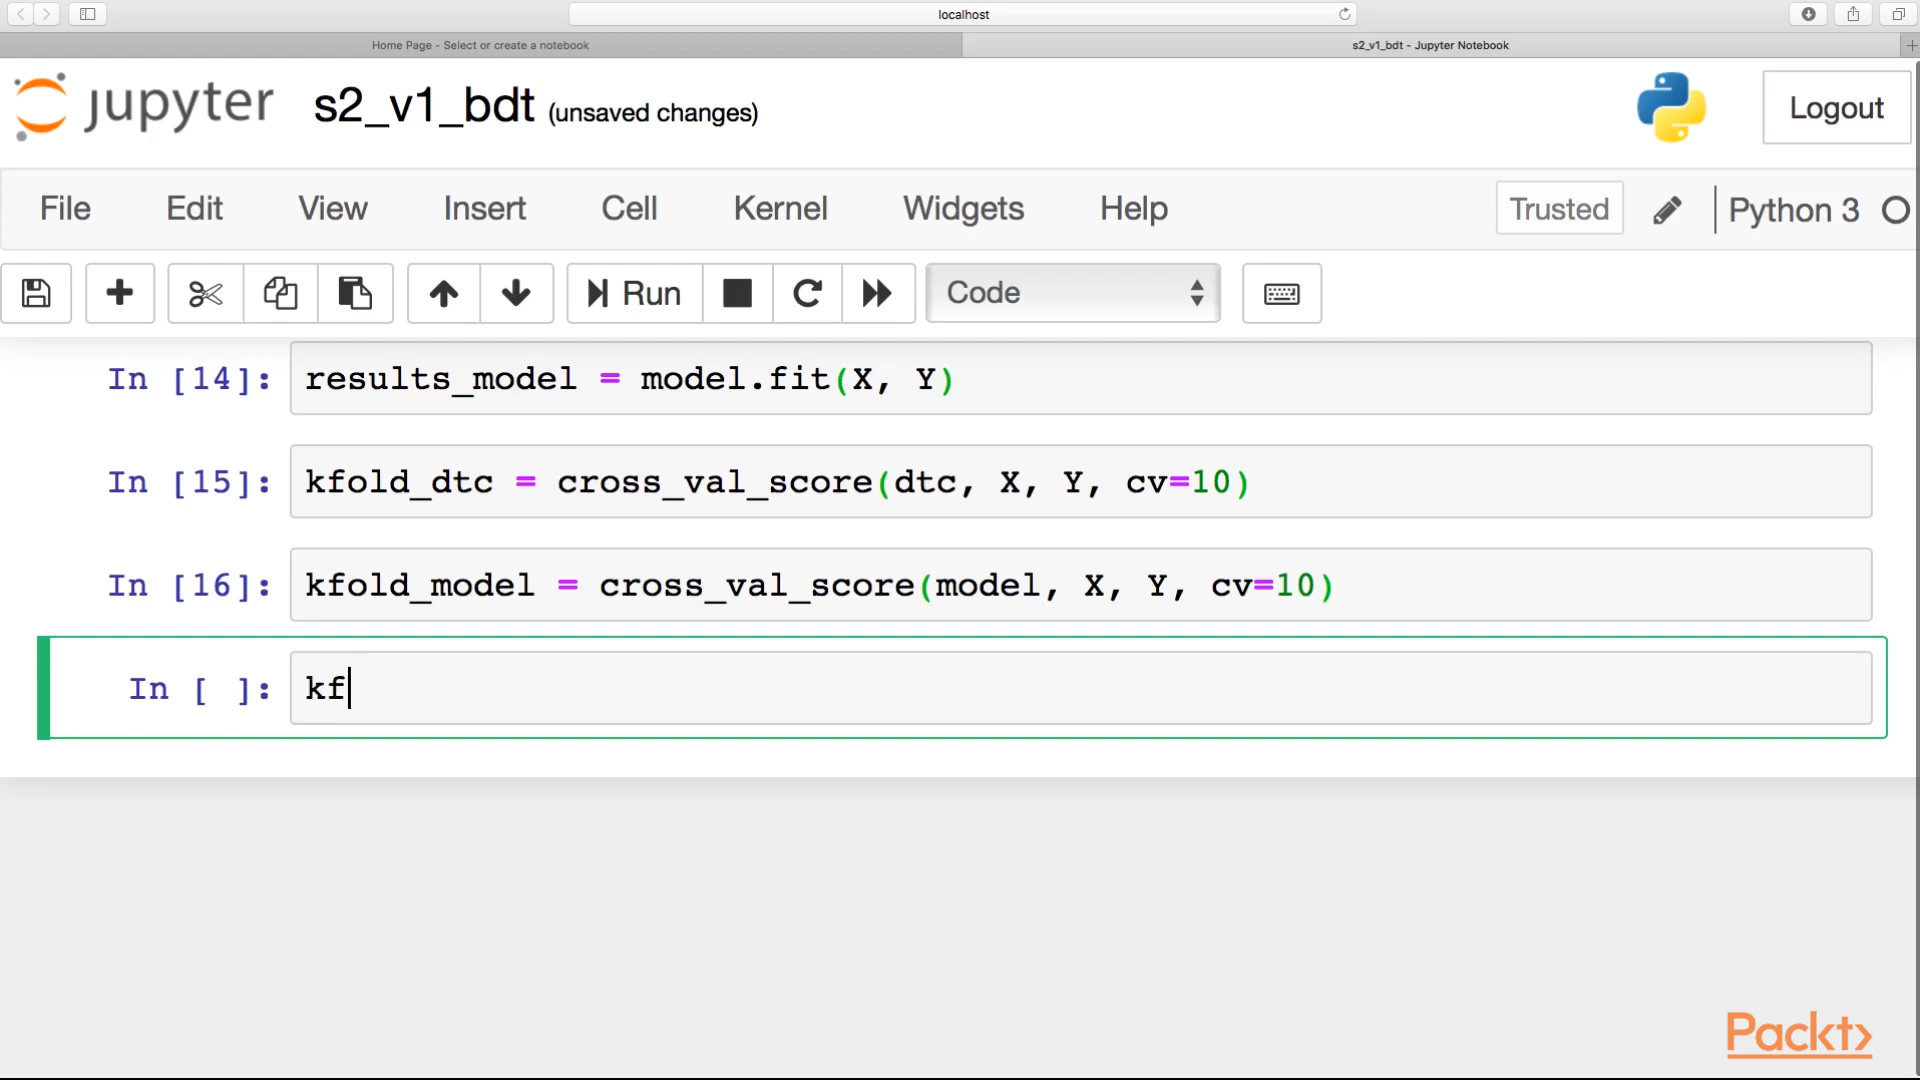 localhost
Home Page - Select or create a notebook
s2_v1_bdt - Jupyter Notebook
jupyter s2_v1_bdt (unsaved changes)
Logout
File Edit View Insert Cell Kernel Widgets Help
Trusted
Python 3
Run
Code
In [14]: results_model = model.fit(X, Y)
In [15]: kfold_dtc = cross_val_score(dtc, X, Y, cv=10)
In [16]: kfold_model = cross_val_score(model, X, Y, cv=10)
In [ ]: kf
Packt>